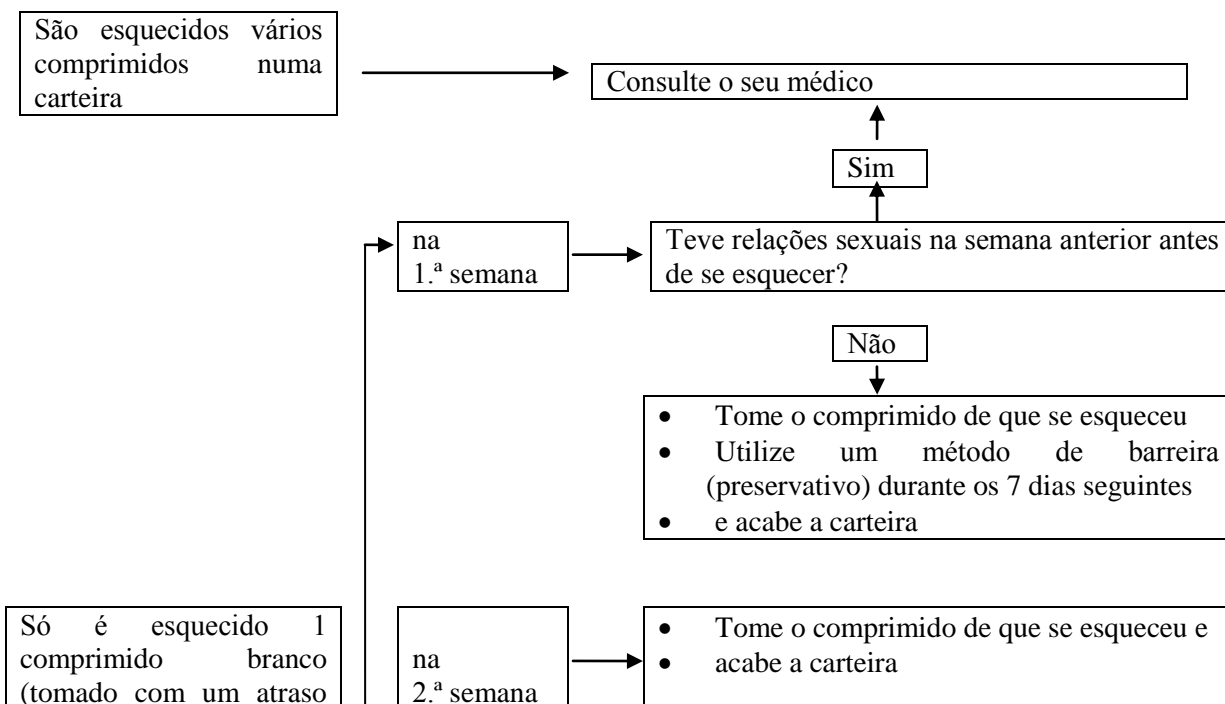 São esquecidos vários
comprimidos numa
carteira
Consulte o seu médico
Sim
na
1.ª semana
Teve relações sexuais na semana anterior antes
de se esquecer?
Não
• Tome o comprimido de que se esqueceu
• Utilize um método de barreira
(preservativo) durante os 7 dias seguintes
• e acabe a carteira
Só é esquecido 1
comprimido branco
(tomado com um atraso
na
2.ª semana
• Tome o comprimido de que se esqueceu e
• acabe a carteira